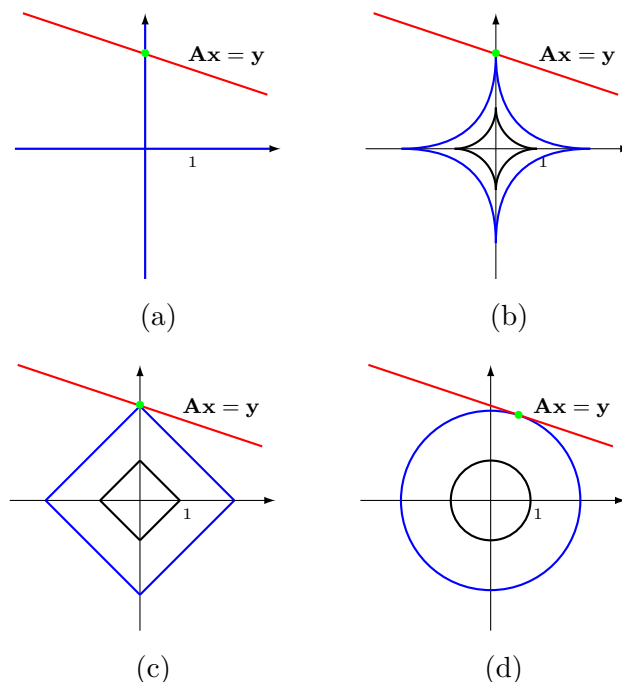 Ax = y
1
(a)
Ax = y
1
(b)
Ax = y
1
(c)
Ax = y
1
(d)